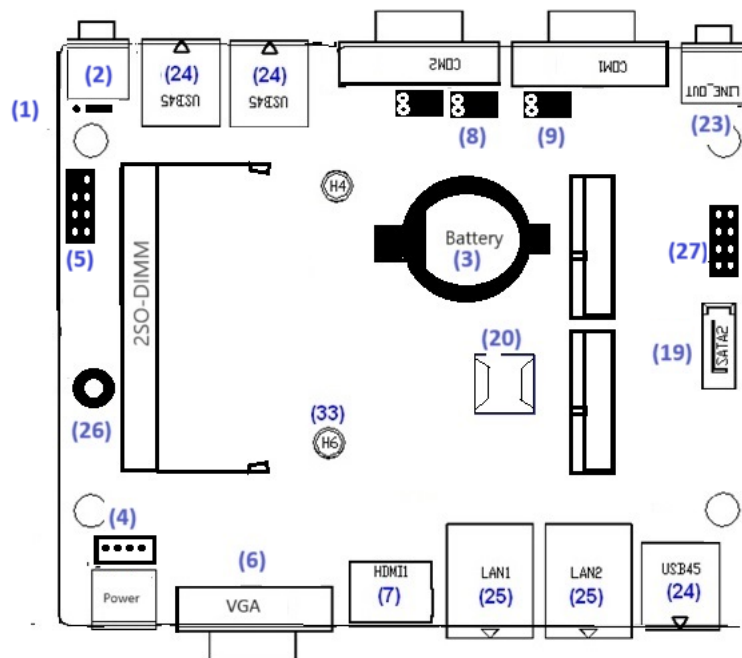 (1)
(2)
(24)
USB45
(24)
USB45
COM2
COM1
LINE_OUT
(8)
(9)
(23)
(5)
H4
Battery
(3)
(27)
2SO-DIMM
(20)
SATA2
(19)
(26)
(33)
H6
(4)
Power
(6)
VGA
HDMI1
(7)
LAN1
(25)
LAN2
(25)
USB45
(24)